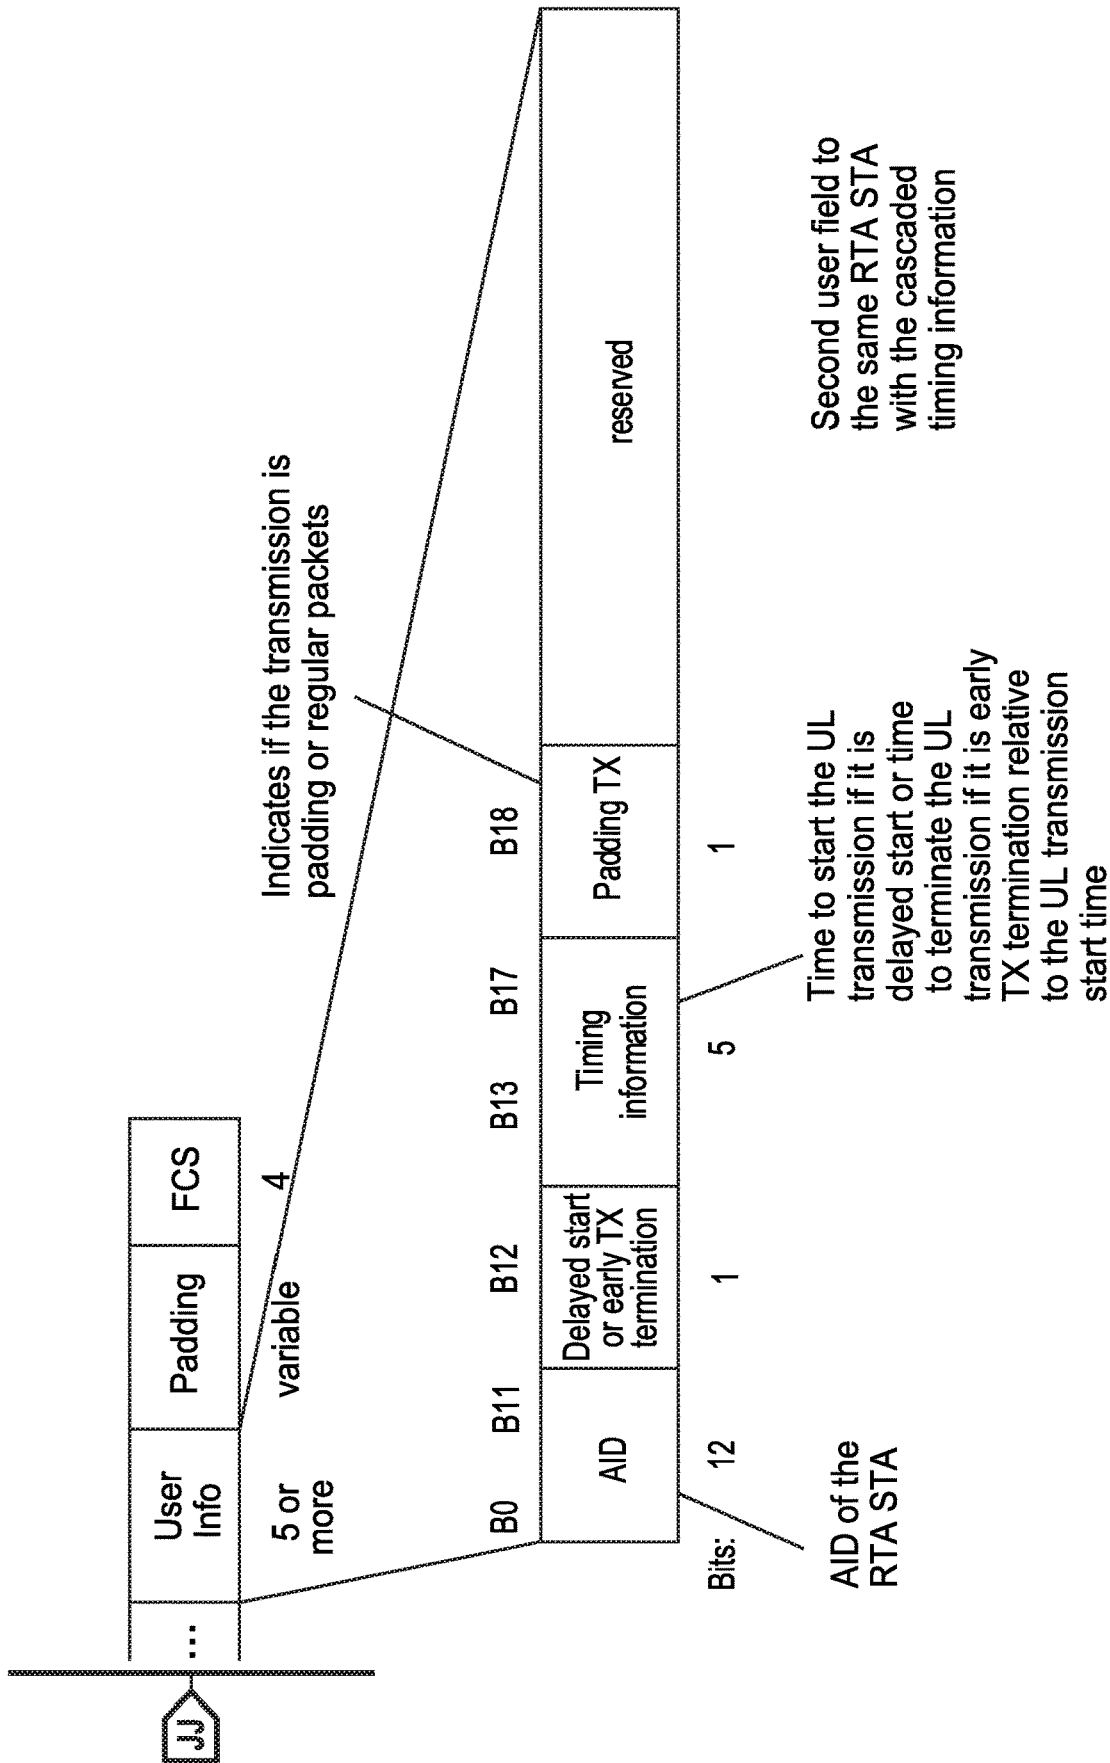 JJ
...
User
Info
Padding
FCS
5 or
more
variable
4
Indicates if the transmission is
padding or regular packets
B0
B11
B12
B13
B17
B18
AID
Delayed start
or early TX
termination
Timing
information
Padding TX
reserved
Bits:
12
1
5
1
AID of the
RTA STA
Time to start the UL
transmission if it is
delayed start or time
to terminate the UL
transmission if it is early
TX termination relative
to the UL transmission
start time
Second user field to
the same RTA STA
with the cascaded
timing information